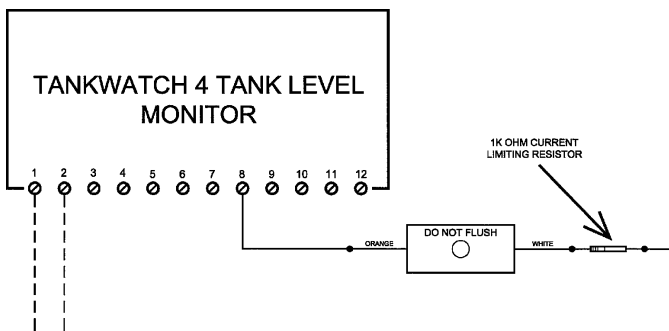 TANKWATCH 4 TANK LEVEL
MONITOR
1 2 3 4 5 6 7 8 9 10 11 12
1K OHM CURRENT
LIMITING RESISTOR
ORANGE
DO NOT FLUSH
WHITE